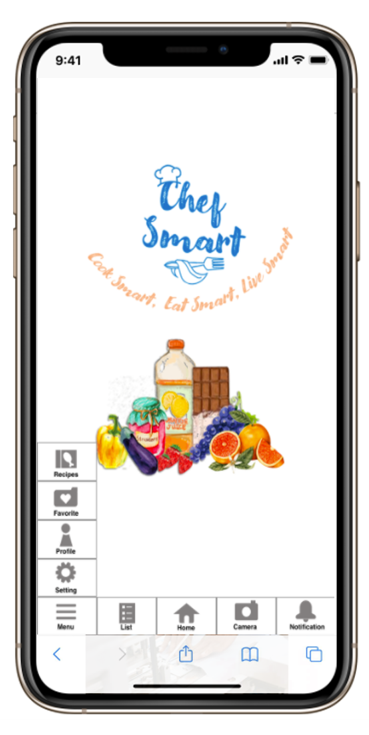 9:41
Chef
Smart
Cook Smart, Eat Smart, Live Smart
Recipes
Favorite
Profile
Setting
Menu
List
Home
Camera
Notification